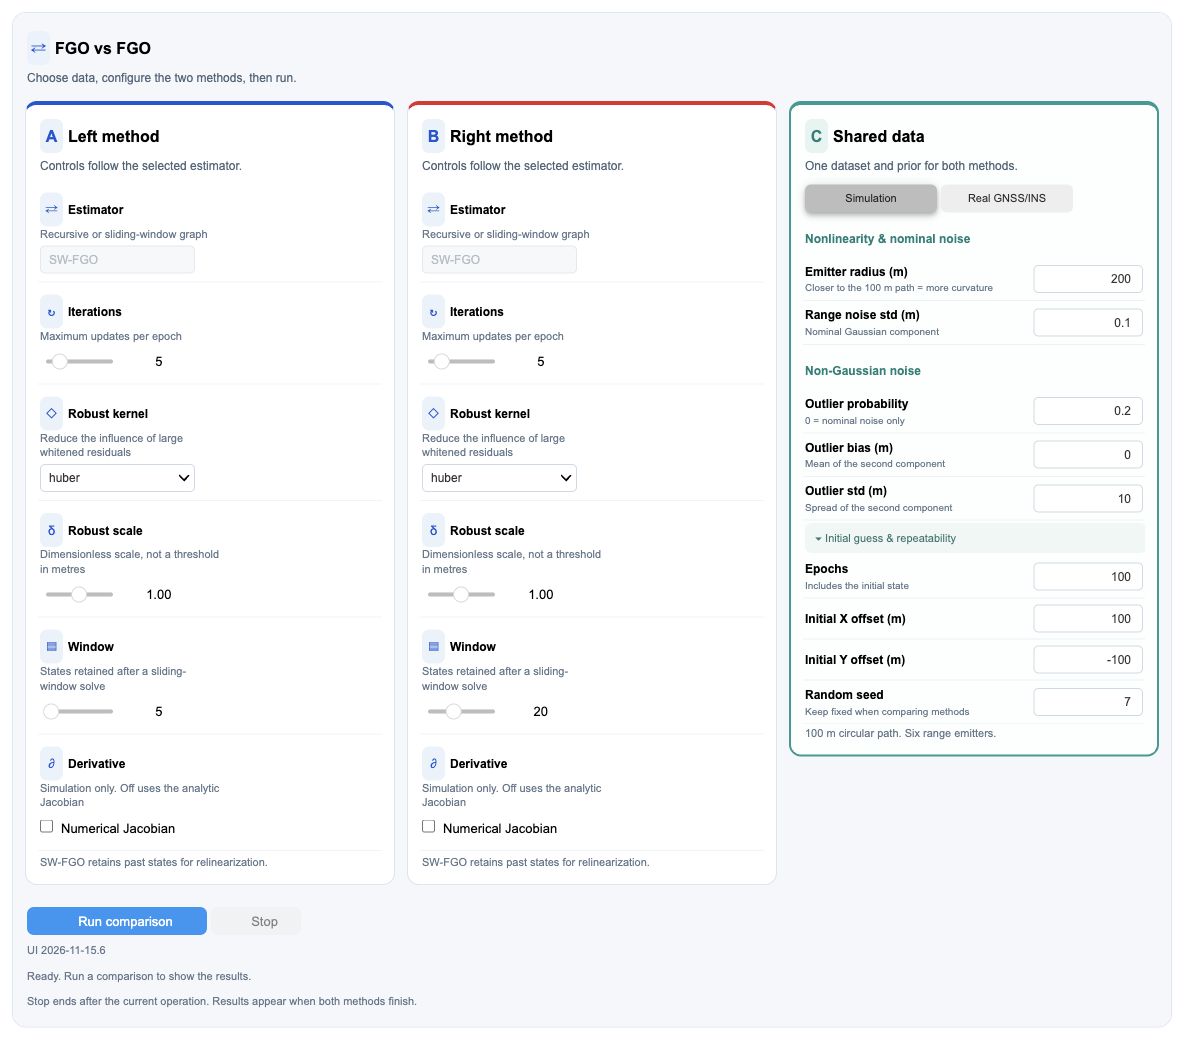 FGO vs FGO
Choose data, configure the two methods, then run.
A Left method
Controls follow the selected estimator.
Estimator
Recursive or sliding-window graph
SW-FGO
Iterations
Maximum updates per epoch
5
Robust kernel
Reduce the influence of large
whitened residuals
huber
δ Robust scale
Dimensionless scale, not a threshold
in metres
1.00
Window
States retained after a sliding-
window solve
5
∂ Derivative
Simulation only. Off uses the analytic
Jacobian
Numerical Jacobian
SW-FGO retains past states for relinearization.
B Right method
Controls follow the selected estimator.
Estimator
Recursive or sliding-window graph
SW-FGO
Iterations
Maximum updates per epoch
5
Robust kernel
Reduce the influence of large
whitened residuals
huber
δ Robust scale
Dimensionless scale, not a threshold
in metres
1.00
Window
States retained after a sliding-
window solve
20
∂ Derivative
Simulation only. Off uses the analytic
Jacobian
Numerical Jacobian
SW-FGO retains past states for relinearization.
C Shared data
One dataset and prior for both methods.
Simulation Real GNSS/INS
Nonlinearity & nominal noise
Emitter radius (m) 200
Closer to the 100 m path = more curvature
Range noise std (m) 0.1
Nominal Gaussian component
Non-Gaussian noise
Outlier probability 0.2
0 = nominal noise only
Outlier bias (m) 0
Mean of the second component
Outlier std (m) 10
Spread of the second component
Initial guess & repeatability
Epochs 100
Includes the initial state
Initial X offset (m) 100
Initial Y offset (m) -100
Random seed 7
Keep fixed when comparing methods
100 m circular path. Six range emitters.
Run comparison Stop
UI 2026-11-15.6
Ready. Run a comparison to show the results.
Stop ends after the current operation. Results appear when both methods finish.